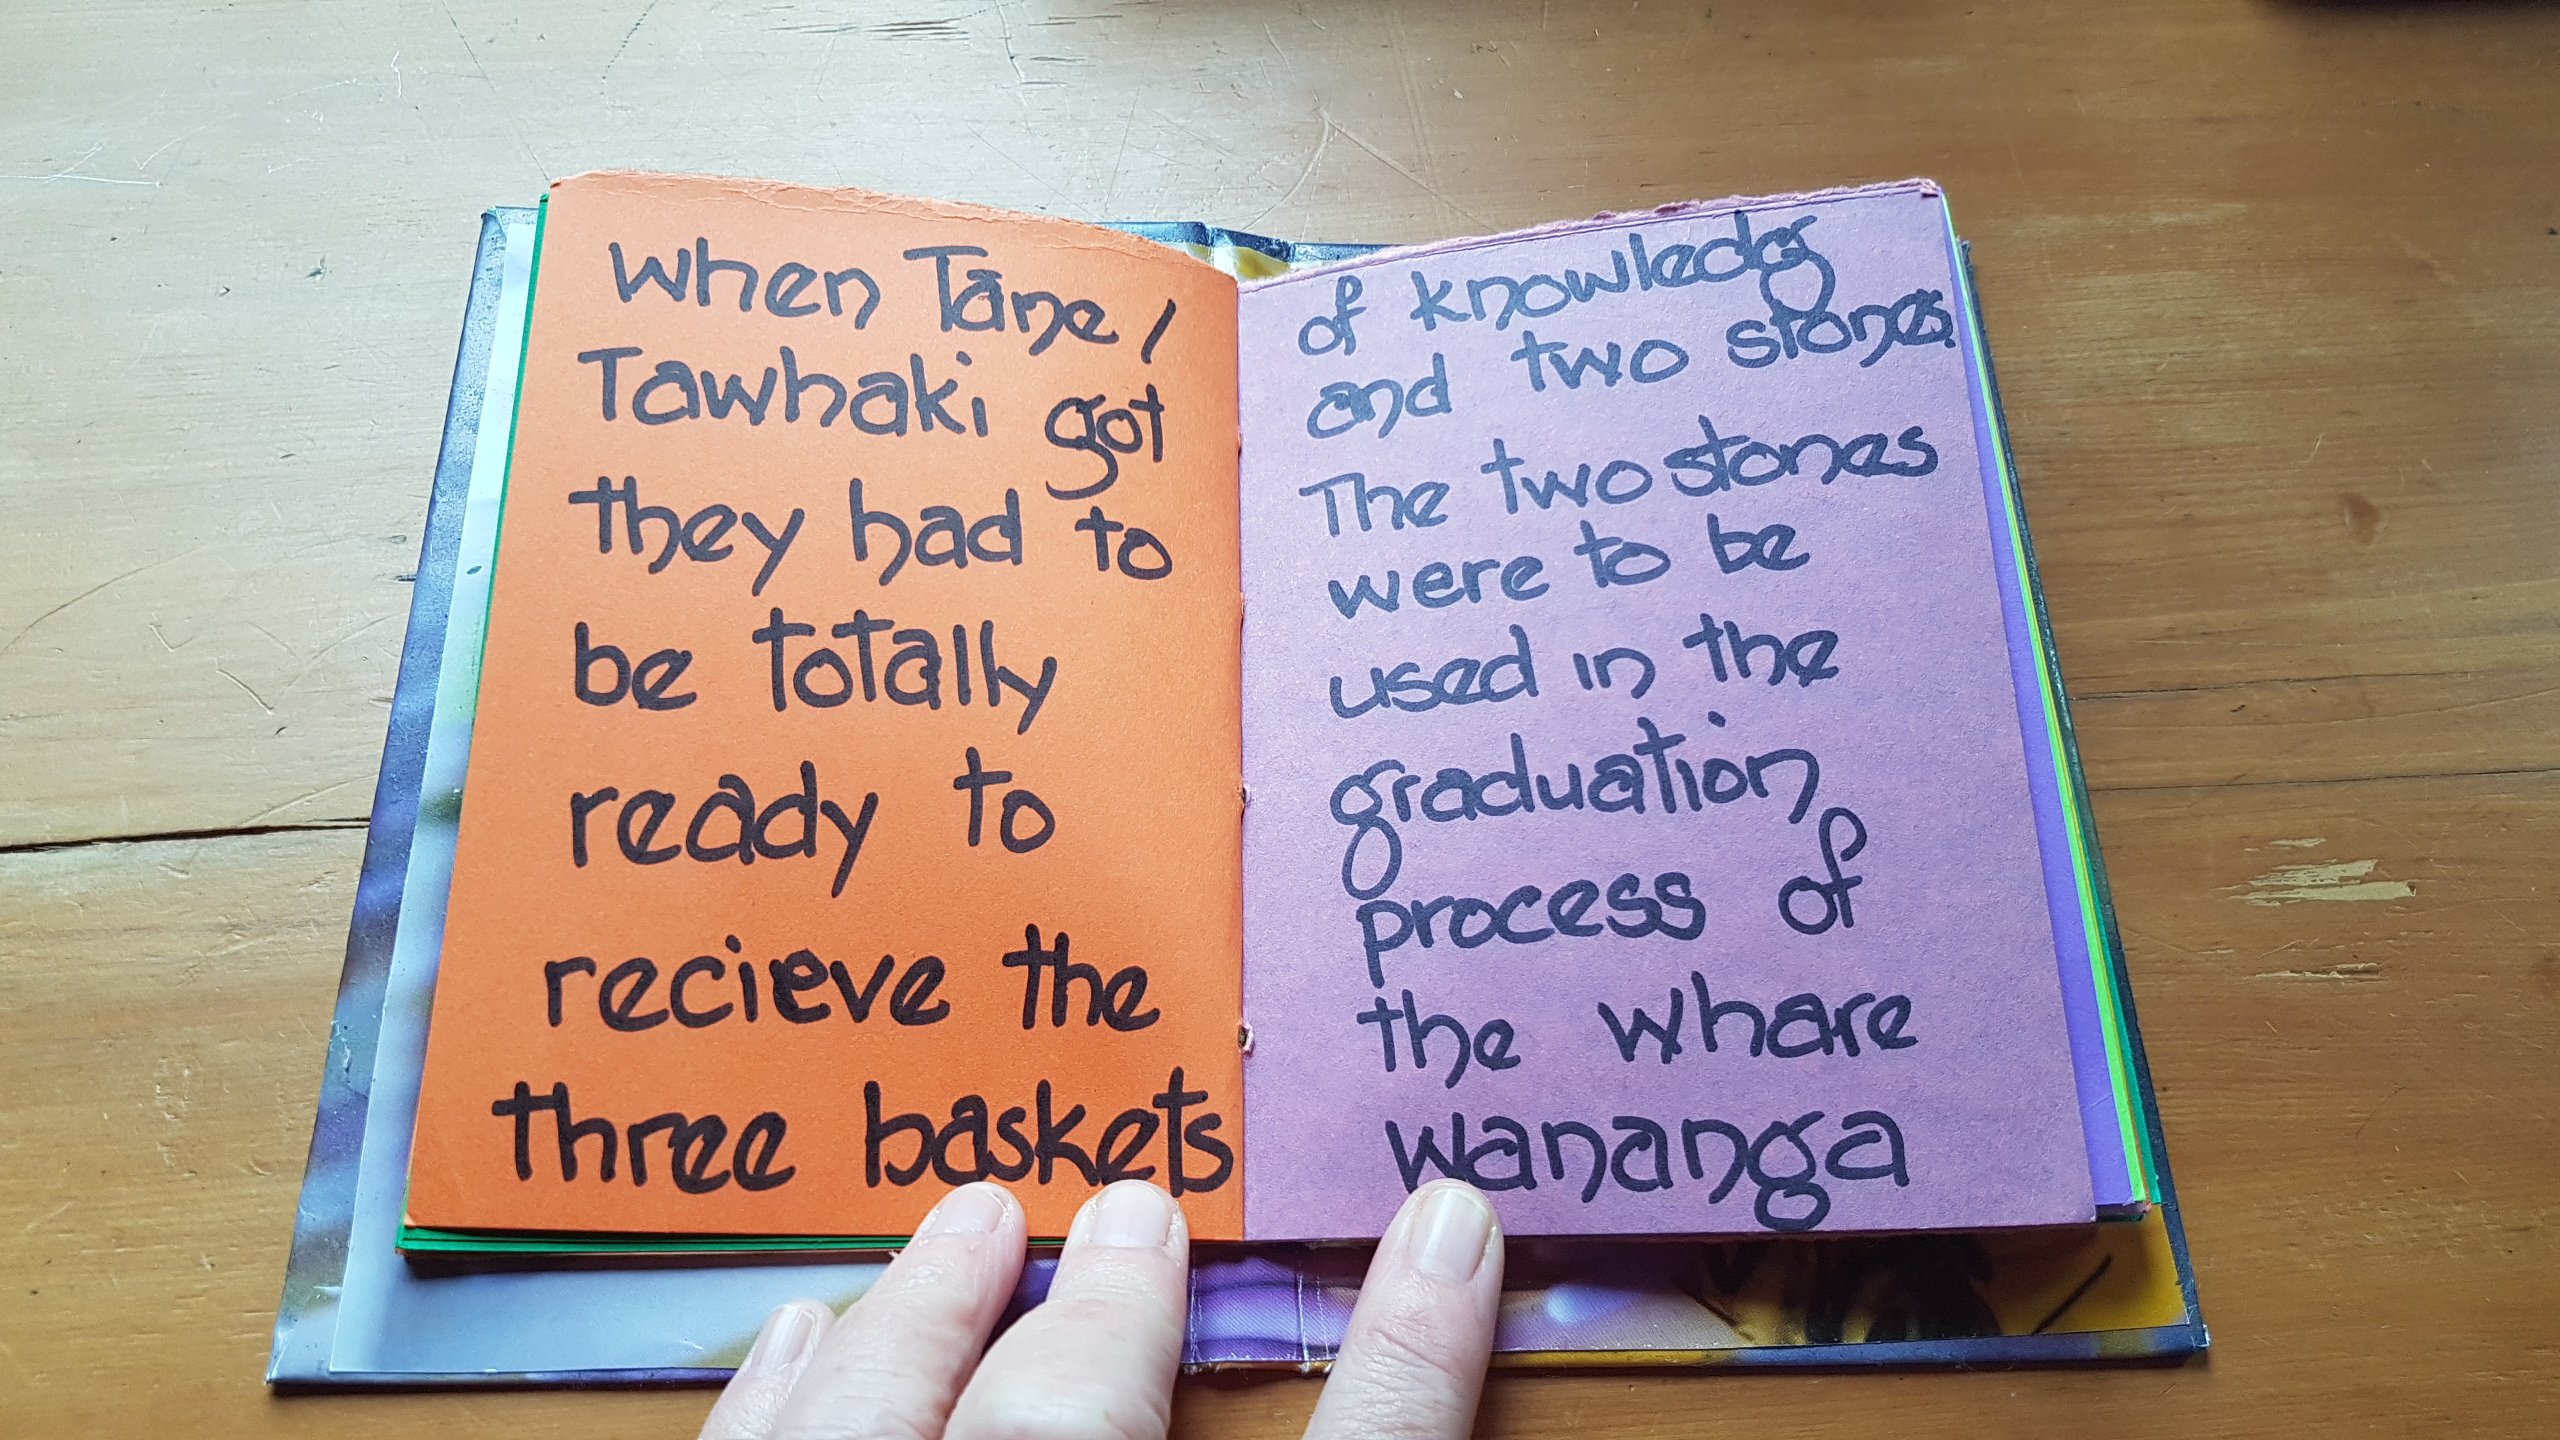 when Tāne /
Tawhaki got
they had to
be totally
ready to
recieve the
three baskets
of knowledg
and two stones.
The two stones
were to be
used in the
graduation
process of
the whare
wananga